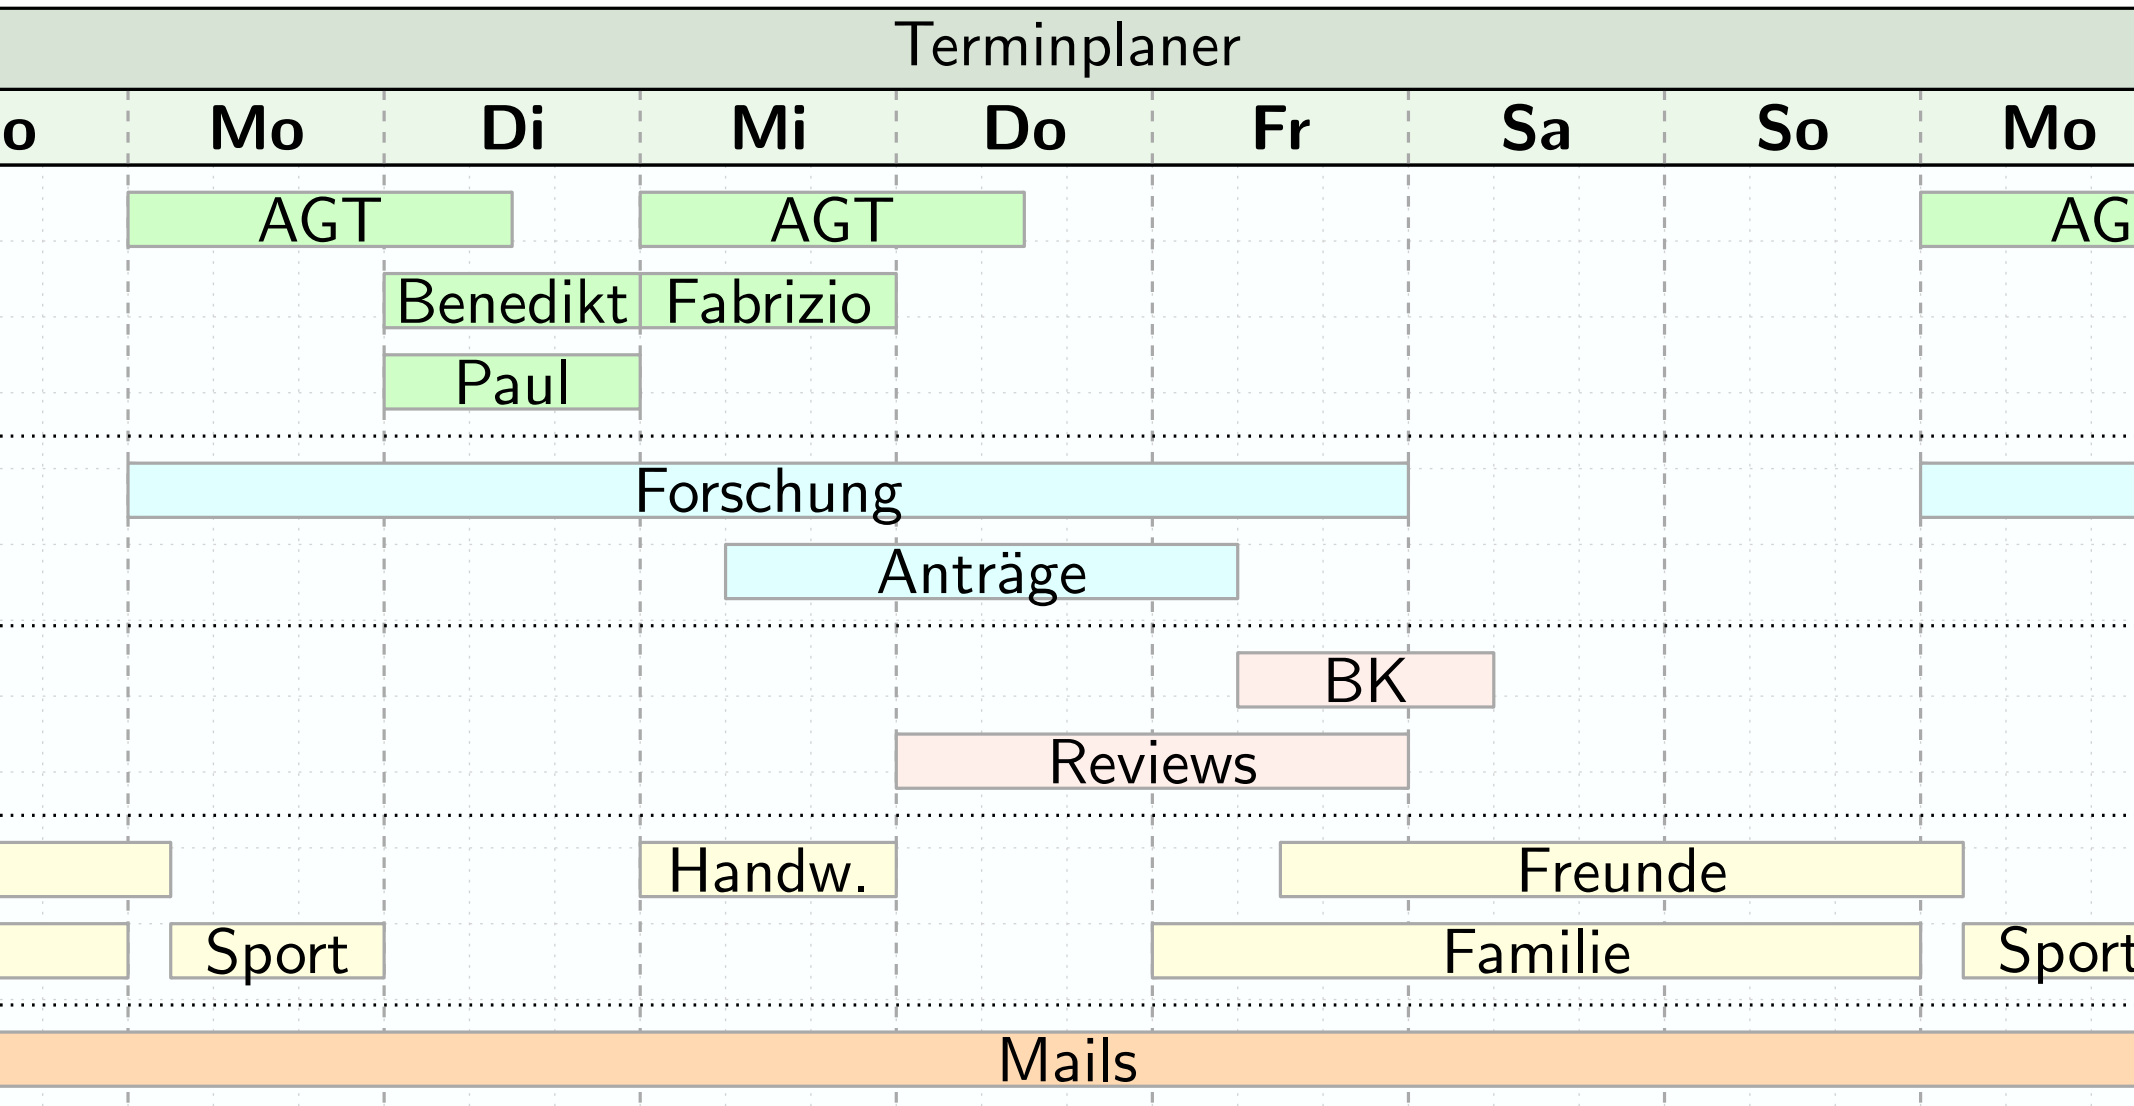 Terminplaner
o Mo Di Mi Do Fr Sa So Mo
AGT AGT AG
Benedikt Fabrizio
Paul
Forschung
Anträge
BK
Reviews
Handw. Freunde
Sport Familie Sport
Mails